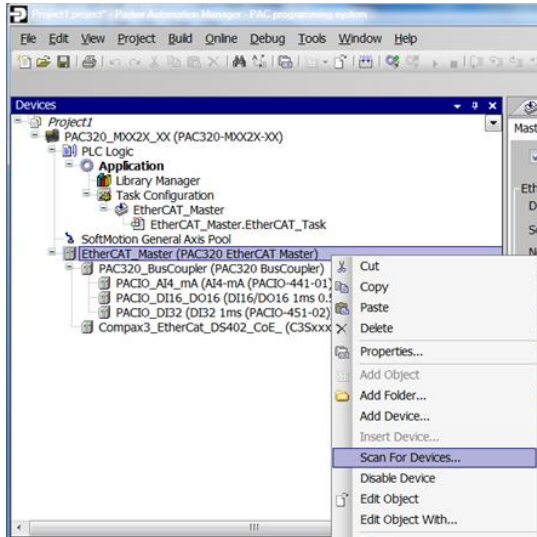 Project1.project* - Parker Automation Manager - PAC programming system
File Edit View Project Build Online Debug Tools Window Help
Devices
Project1
PAC320_MXX2X_XX (PAC320-MXX2X-XX)
PLC Logic
Application
Library Manager
Task Configuration
EtherCAT_Master
EtherCAT_Master.EtherCAT_Task
SoftMotion General Axis Pool
EtherCAT_Master (PAC320 EtherCAT Master)
PAC320_BusCoupler (PAC320 BusCoupler)
PACIO_AI4_mA (AI4-mA (PACIO-441-01)
PACIO_DI16_DO16 (DI16/DO16 1ms 0.5
PACIO_DI32 (DI32 1ms (PACIO-451-02)
Compax3_EtherCat_DS402_CoE_ (C3Sxxx
Mast
Eth
D
S
N
Cut
Copy
Paste
Delete
Properties...
Add Object
Add Folder...
Add Device...
Insert Device...
Scan For Devices...
Disable Device
Edit Object
Edit Object With...